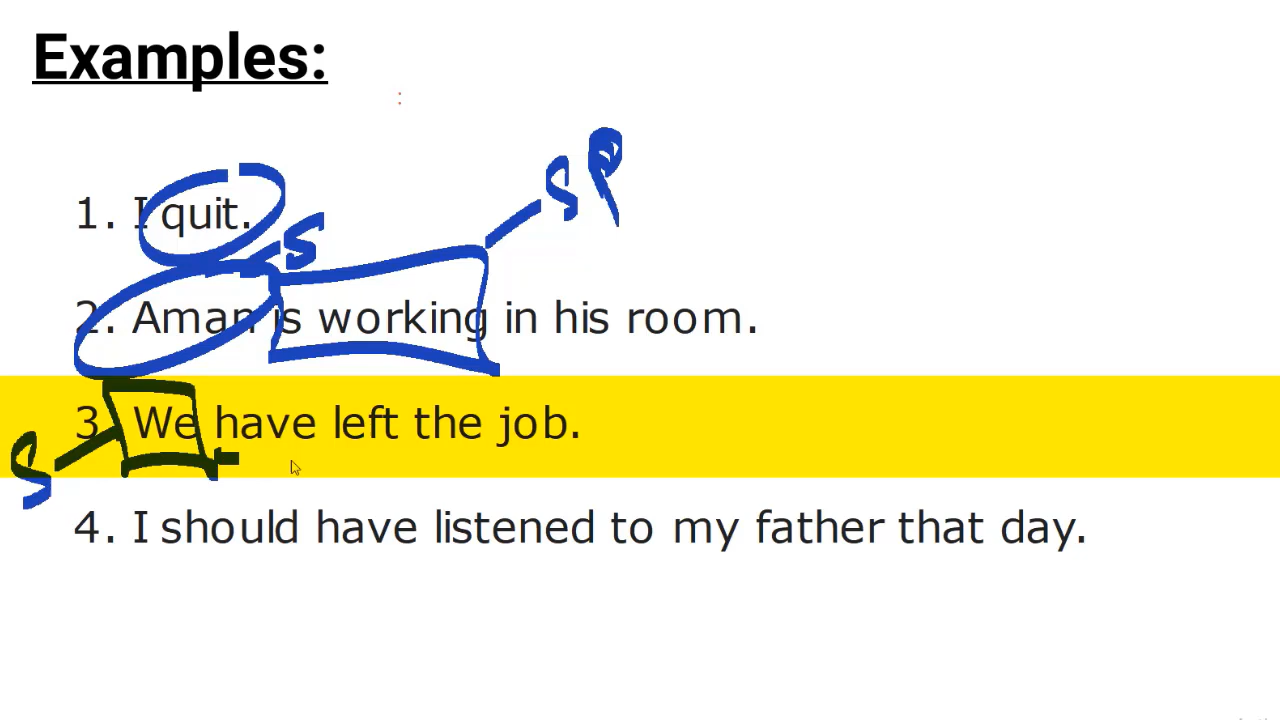 Examples:
:
S P
1. I quit.
S
2. Aman is working in his room.
3. We have left the job.
S
4. I should have listened to my father that day.